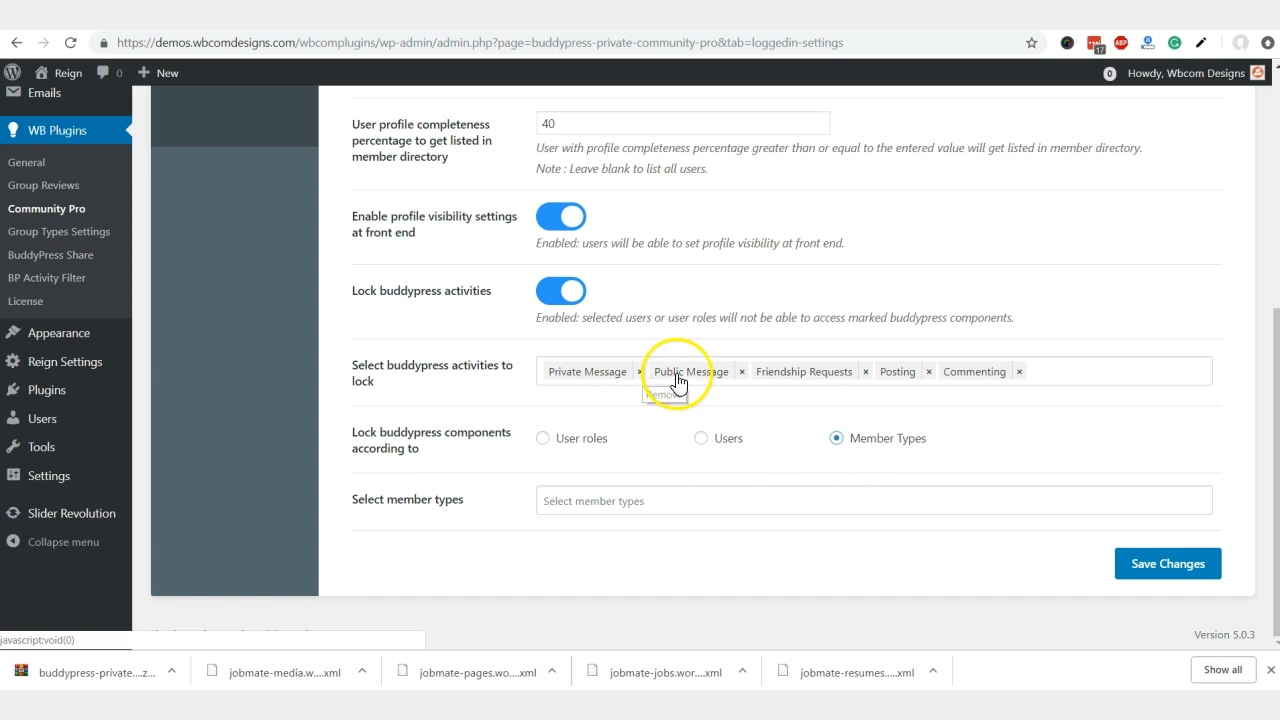 https://demos.wbcomdesigns.com/wbcomplugin/wp-admin/admin.php?page=buddypress-private-community-pro&tab=loggedin-settings
17
ABP
Reign
0
New
0
Howdy, Wbcom Designs
Emails
WB Plugins
General
Group Reviews
Community Pro
Group Types Settings
BuddyPress Share
BP Activity Filter
License
Appearance
Reign Settings
Plugins
Users
Tools
Settings
Slider Revolution
Collapse menu
User profile completeness
percentage to get listed in
member directory
40
User with profile completeness percentage greater than or equal to the entered value will get listed in member directory.
Note : Leave blank to list all users.
Enable profile visibility settings
at front end
Enabled: users will be able to set profile visibility at front end.
Lock buddypress activities
Enabled: selected users or user roles will not be able to access marked buddypress components.
Select buddypress activities to
lock
Private Message × Public Message × Friendship Requests × Posting × Commenting ×
Remove
Lock buddypress components
according to
User roles
Users
Member Types
Select member types
Select member types
Save Changes
Version 5.0.3
javascript:void(0)
buddypress-private....z...
jobmate-media.w....xml
jobmate-pages.wo....xml
jobmate-jobs.wor....xml
jobmate-resumes.....xml
Show all